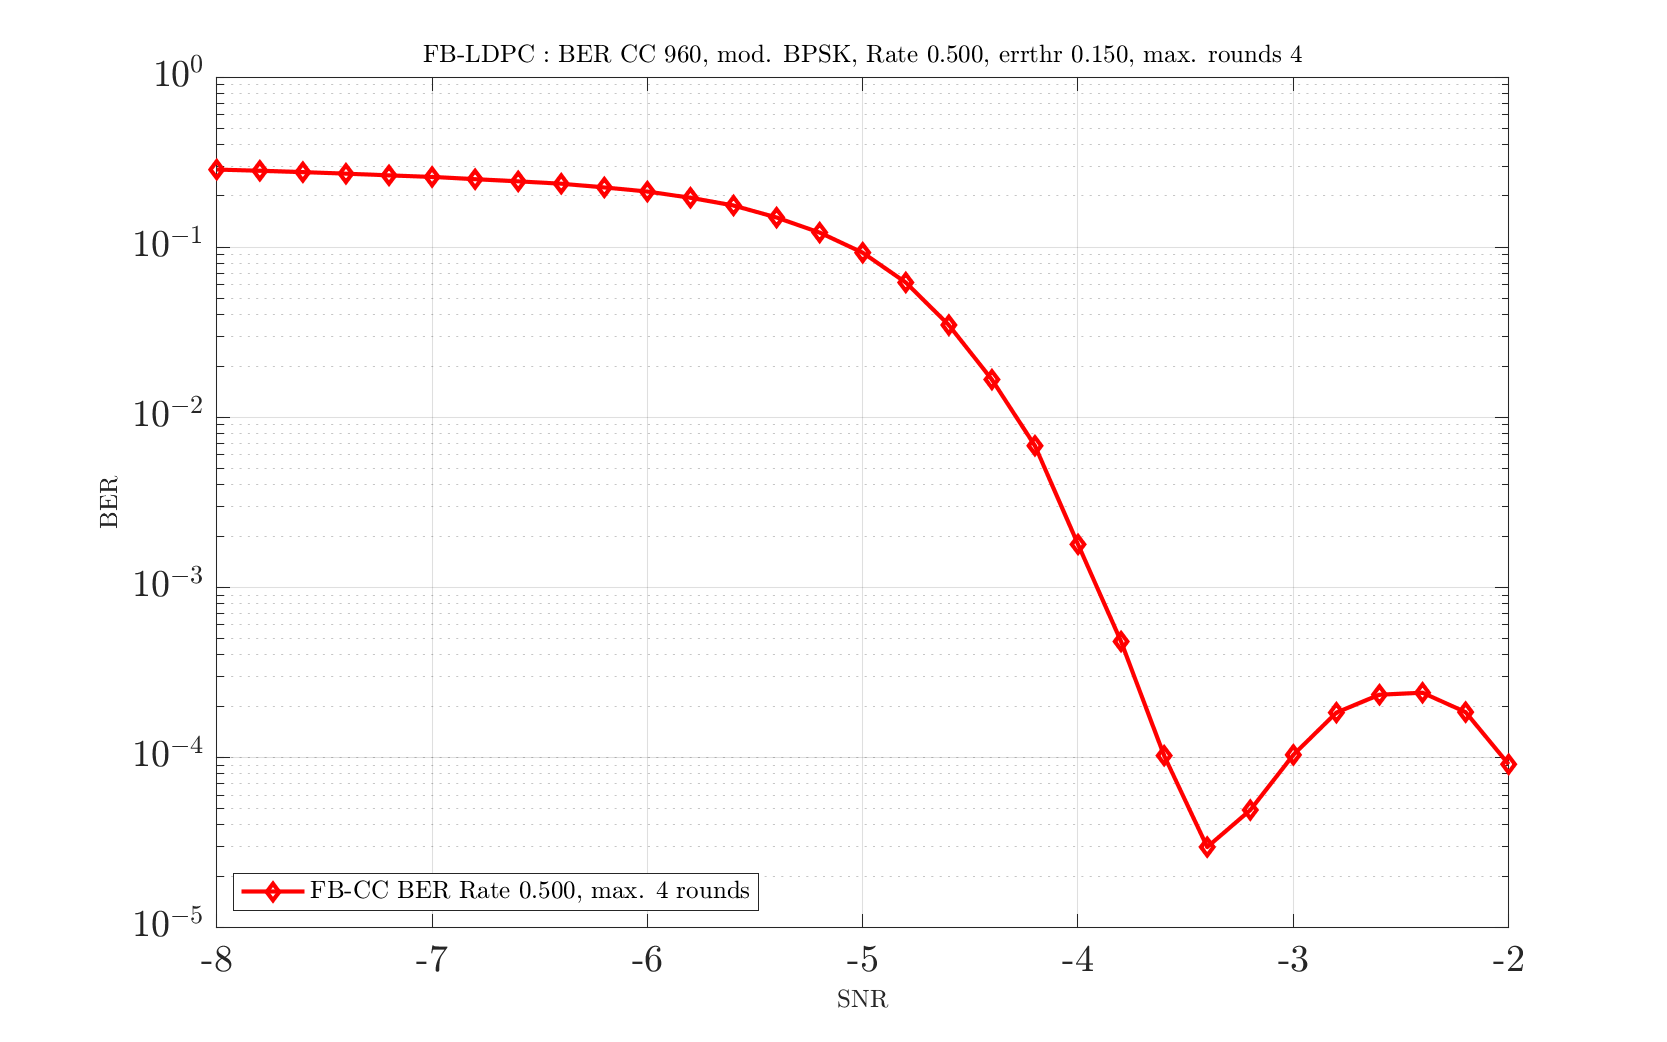 FB-LDPC : BER CC 960, mod. BPSK, Rate 0.500, errthr 0.150, max. rounds 4
10^0
10^-1
10^-2
10^-3
10^-4
10^-5
BER
FB-CC BER Rate 0.500, max. 4 rounds
-8 -7 -6 -5 -4 -3 -2
SNR